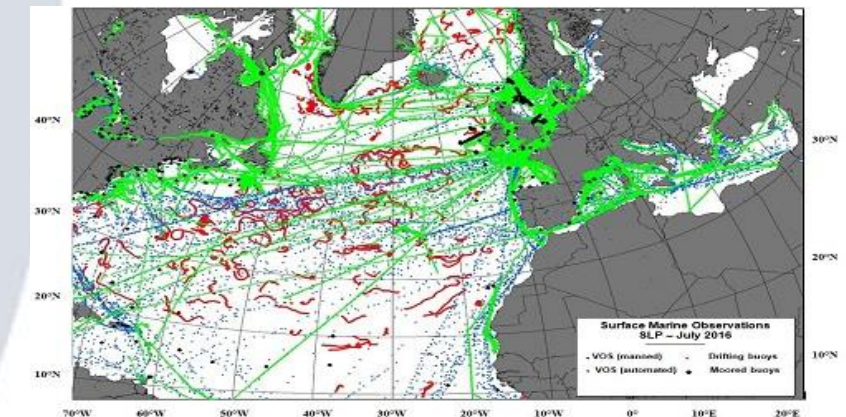 40°N
30°N
30°N
20°N
20°N
Surface Marine Observations
SLP – July 2016
VOS (manned) Drifting buoys
VOS (automated) Moored buoys
10°N
10°N
70°W 60°W 50°W 40°W 30°W 20°W 10°W 0° 10°E 20°E